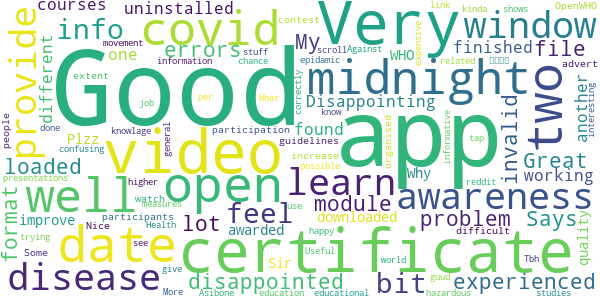 courses
uninstalled
contest
kinda
shows
OpenWHO
link
covid
Very
window
info
errors
My
scroll
stuff
movement
Against
WHO
finished
file
expensive
advert
provide
different
one
extent
information
chance
epidemic
related
Good
midnight
two
invalid
another
job
per
What
correctly
Disappointing
people
done
knowlage
Plzz
general
participation
found
know
guidelines
app
informative
tap
interesting
confusing
video
increase
possible
organised
Great
loaded
presentations
higher
open
learn
Why
reddit
working
well
watch
measures
module
awareness
format
participants
feel
lot
downloaded
problem
Says
quality
improve
Nice
Health
awarded
use
happy
difficult
trying
date
see
Sir
certificate
Some
give
Useful
world
Tbh
disease
disappointed
bit
guud
experienced
More
Asibone
education
educational
hazardous
studies